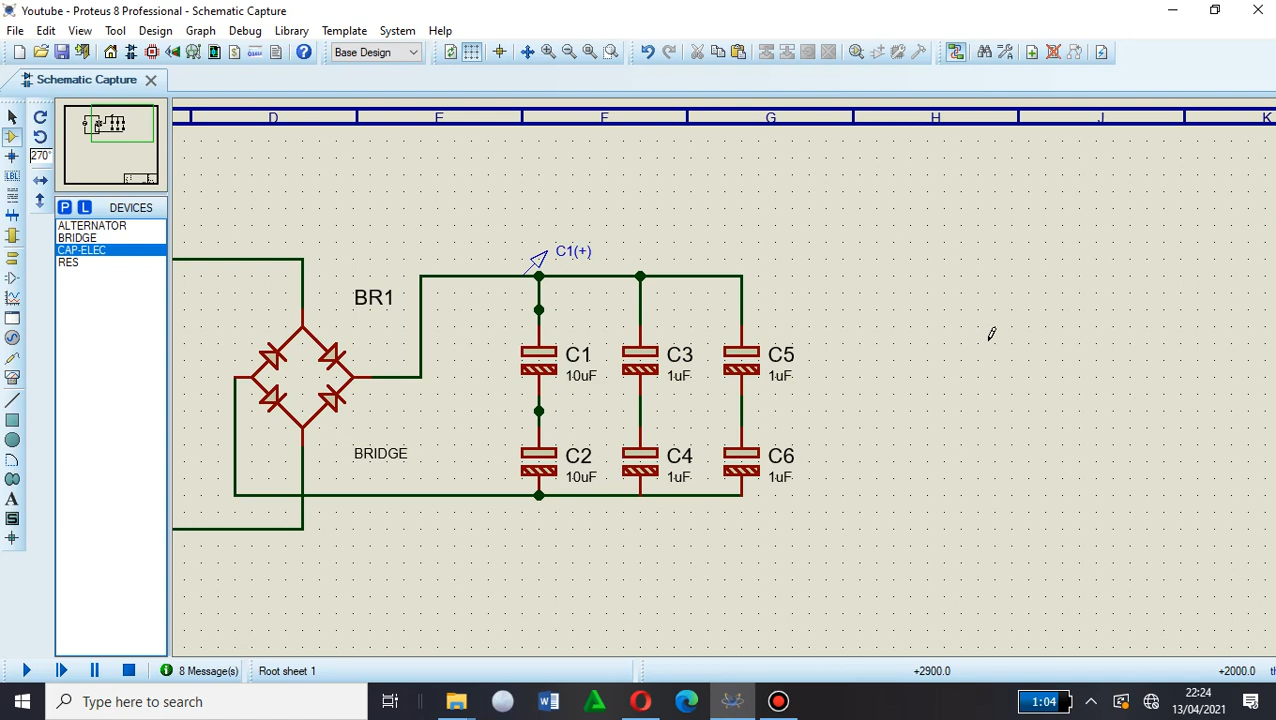 Youtube - Proteus 8 Professional - Schematic Capture
File Edit View Tool Design Graph Debug Library Template System Help
Base Design
Schematic Capture
D E F G H J K
270°
LBL
P L DEVICES
ALTERNATOR
BRIDGE
CAP-ELEC
RES
C1(+)
BR1
C1 C3 C5
10uF 1uF 1uF
BRIDGE
C2 C4 C6
10uF 1uF 1uF
A
S
8 Message(s) Root sheet 1 +2900.0 +2000.0 th
Type here to search
1:04
22:24
13/04/2021